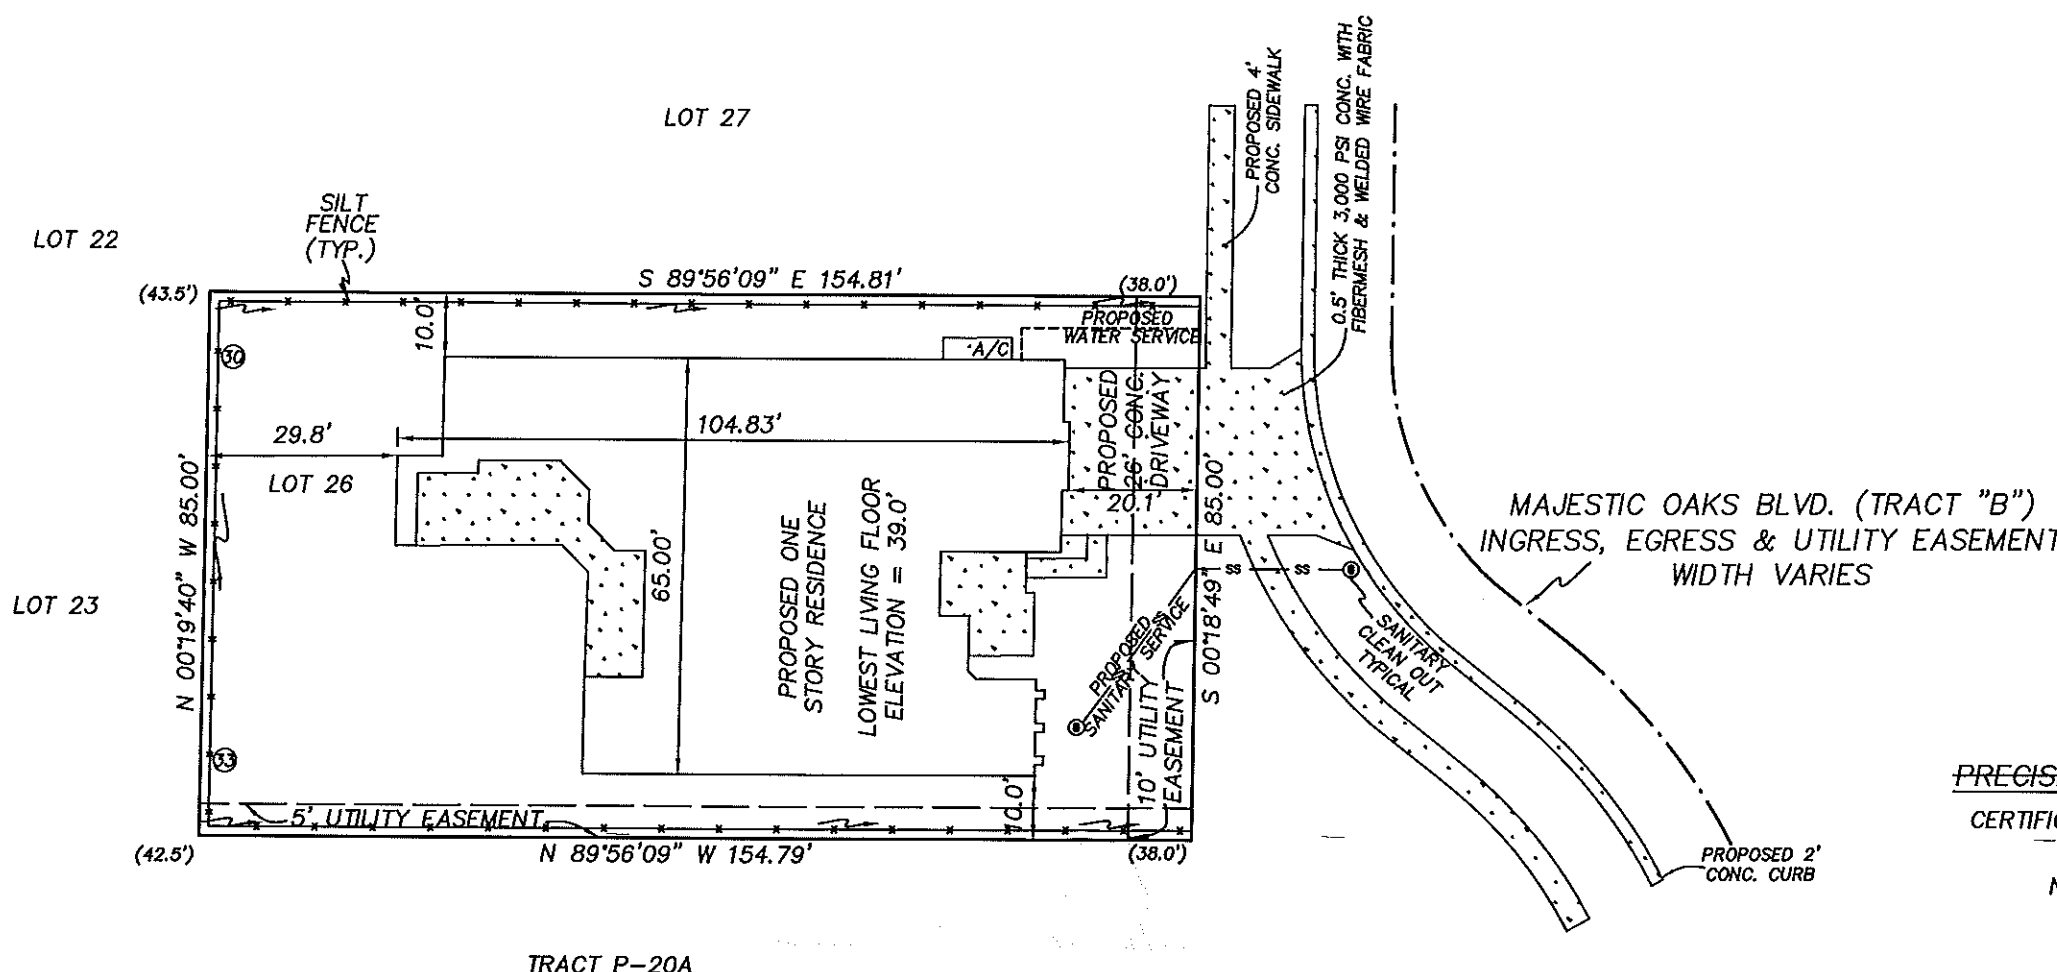 LOT 27
PROPOSED 4'
CONC. SIDEWALK
0.5' THICK 3,000 PSI CONC. WITH
FIBERMESH & WELDED WIRE FABRIC
LOT 22
SILT
FENCE
(TYP.)
(43.5')
S 89°56'09" E 154.81'
(38.0')
10.0'
PROPOSED
WATER SERVICE
A/C
30
29.8'
104.83'
LOT 26
PROPOSED
26' CONC.
DRIVEWAY
20.1'
N 00°19'40" W 85.00'
65.00'
PROPOSED ONE
STORY RESIDENCE
LOWEST LIVING FLOOR
ELEVATION = 39.0'
S 00°18'49" E 85.00'
MAJESTIC OAKS BLVD. (TRACT "B")
INGRESS, EGRESS & UTILITY EASEMENT
WIDTH VARIES
LOT 23
SS
SS
SS
SS
PROPOSED
SANITARY SERVICE
SANITARY
CLEAN OUT
TYPICAL
33
10' UTILITY
EASEMENT
5' UTILITY EASEMENT
10.0'
(42.5')
N 89°56'09" W 154.79'
(38.0')
PROPOSED 2'
CONC. CURB
PRECIS
CERTIFIC
N
TRACT P-20A